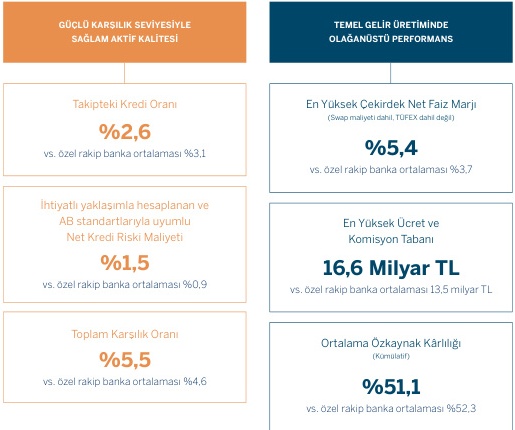 GÜÇLÜ KARŞILIK SEVİYESİYLE
SAĞLAM AKTİF KALİTESİ
Takipteki Kredi Oranı
%2,6
vs. özel rakip banka ortalaması %3,1
İhtiyatlı yaklaşımla hesaplanan ve
AB standartlarıyla uyumlu
Net Kredi Riski Maliyeti
%1,5
vs. özel rakip banka ortalaması %0,9
Toplam Karşılık Oranı
%5,5
vs. özel rakip banka ortalaması %4,6
TEMEL GELİR ÜRETİMİNDE
OLAĞANÜSTÜ PERFORMANS
En Yüksek Çekirdek Net Faiz Marjı
(Swap maliyeti dahil, TÜFEX dahil değil)
%5,4
vs. özel rakip banka ortalaması %3,7
En Yüksek Ücret ve
Komisyon Tabanı
16,6 Milyar TL
vs. özel rakip banka ortalaması 13,5 milyar TL
Ortalama Özkaynak Kârlılığı
(Kümülatif)
%51,1
vs. özel rakip banka ortalaması %52,3